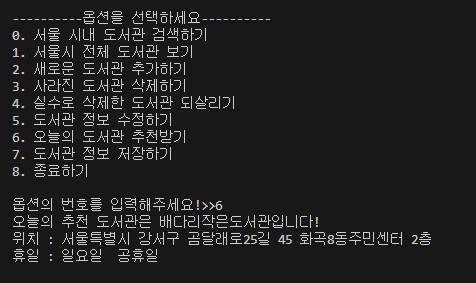 ----------옵션을 선택하세요----------
0. 서울 시내 도서관 검색하기
1. 서울시 전체 도서관 보기
2. 새로운 도서관 추가하기
3. 사라진 도서관 삭제하기
4. 실수로 삭제한 도서관 되살리기
5. 도서관 정보 수정하기
6. 오늘의 도서관 추천받기
7. 도서관 정보 저장하기
8. 종료하기
옵션의 번호를 입력해주세요!>>6
오늘의 추천 도서관은 배다리작은도서관입니다!
위치 : 서울특별시 강서구 곰달래로25길 45 화곡8동주민센터 2층
휴일 : 일요일  공휴일